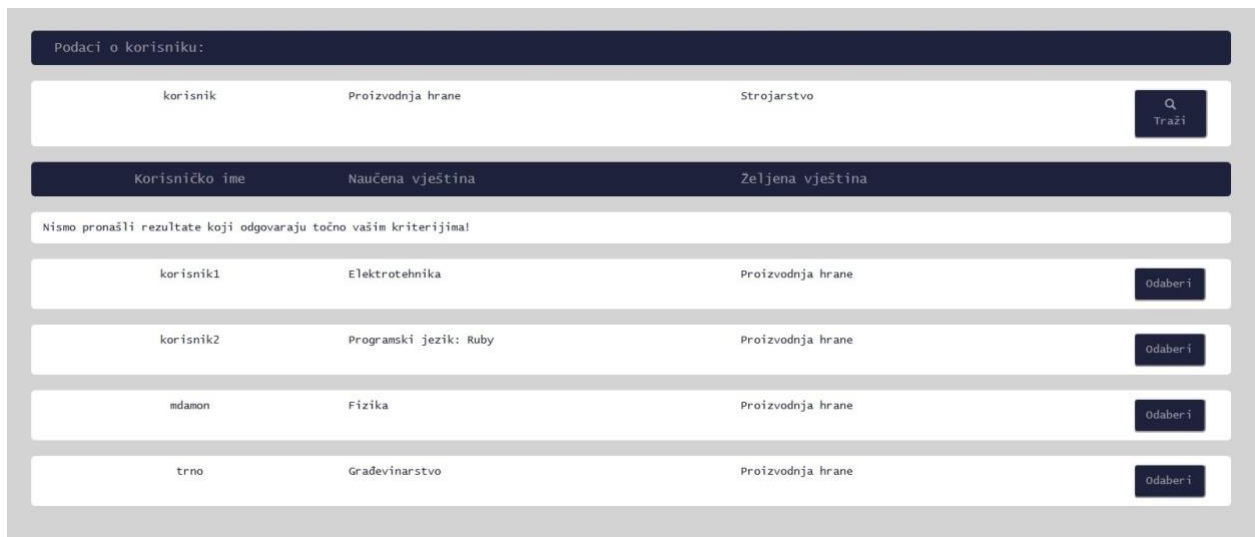 Podaci o korisniku:
korisnik Proizvodnja hrane Strojarstvo Traži
Korisničko ime Naučena vještina Željena vještina
Nismo pronašli rezultate koji odgovaraju točno vašim kriterijima!
korisnik1 Elektrotehnika Proizvodnja hrane Odaberi
korisnik2 Programski jezik: Ruby Proizvodnja hrane Odaberi
mdamon Fizika Proizvodnja hrane Odaberi
trno Građevinarstvo Proizvodnja hrane Odaberi